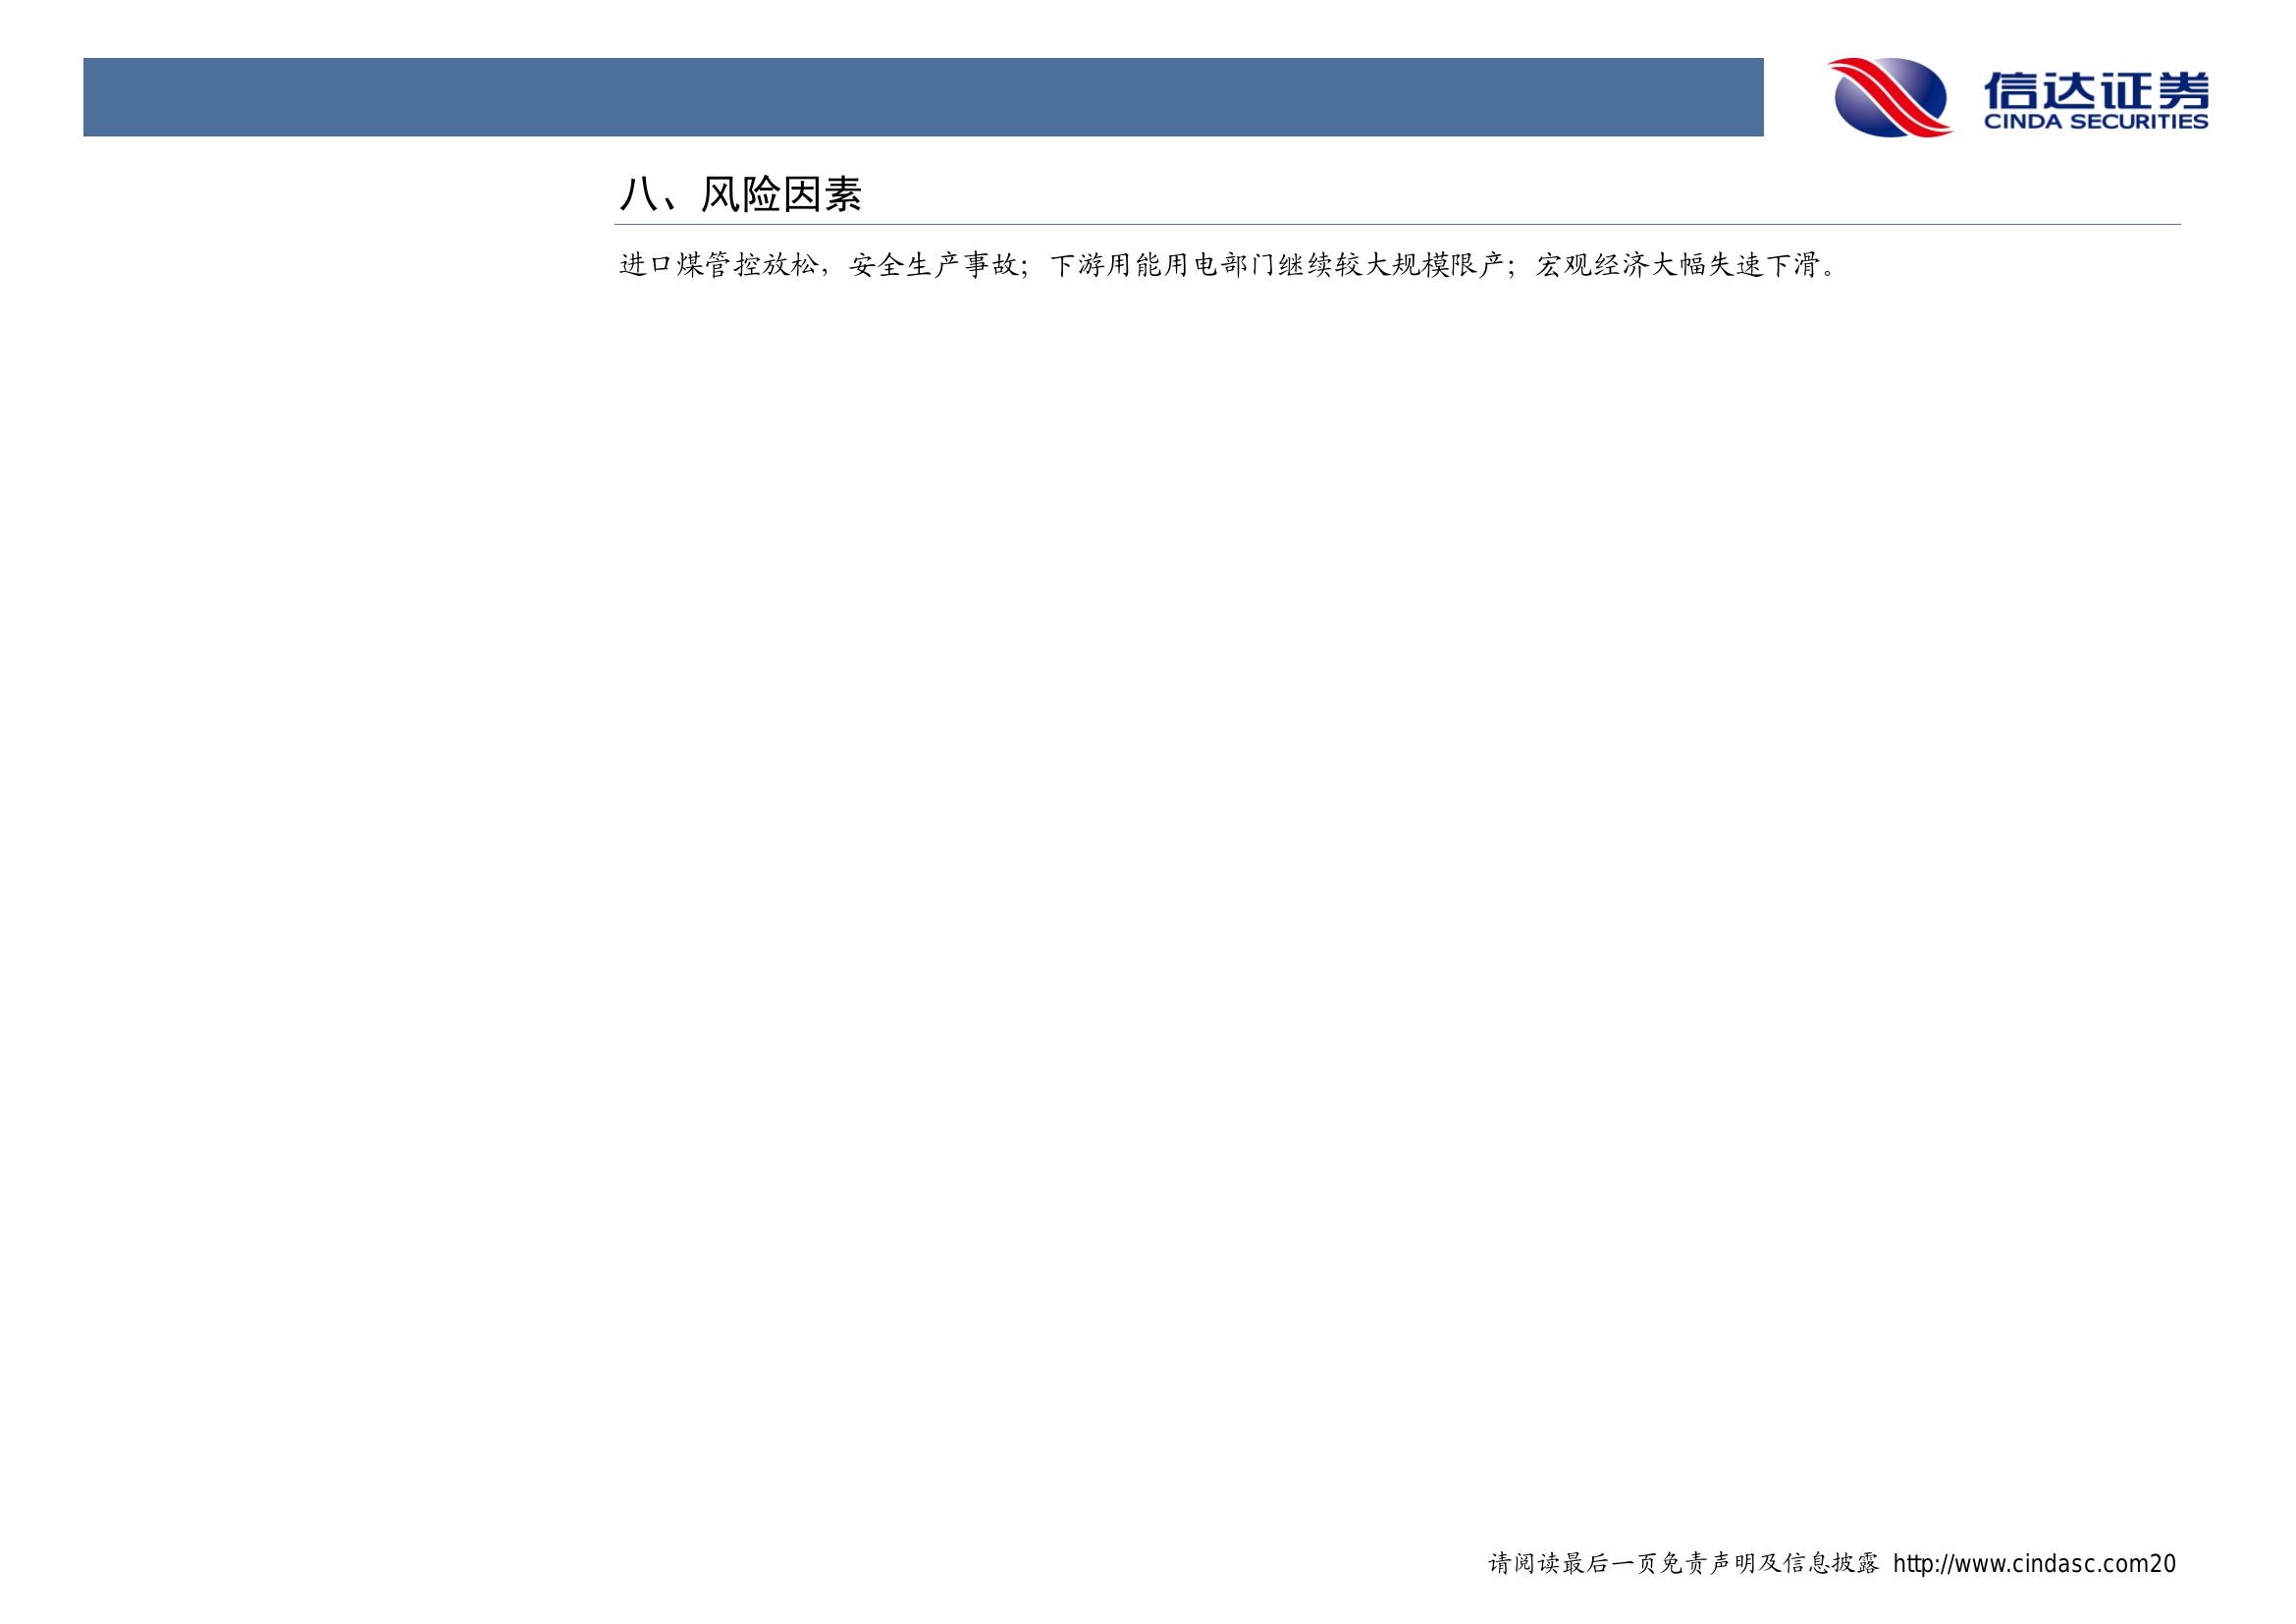 信达证券
CINDA SECURITIES
八、风险因素
进口煤管控放松，安全生产事故；下游用能用电部门继续较大规模限产；宏观经济大幅失速下滑。
请阅读最后一页免责声明及信息披露 http://www.cindasc.com20